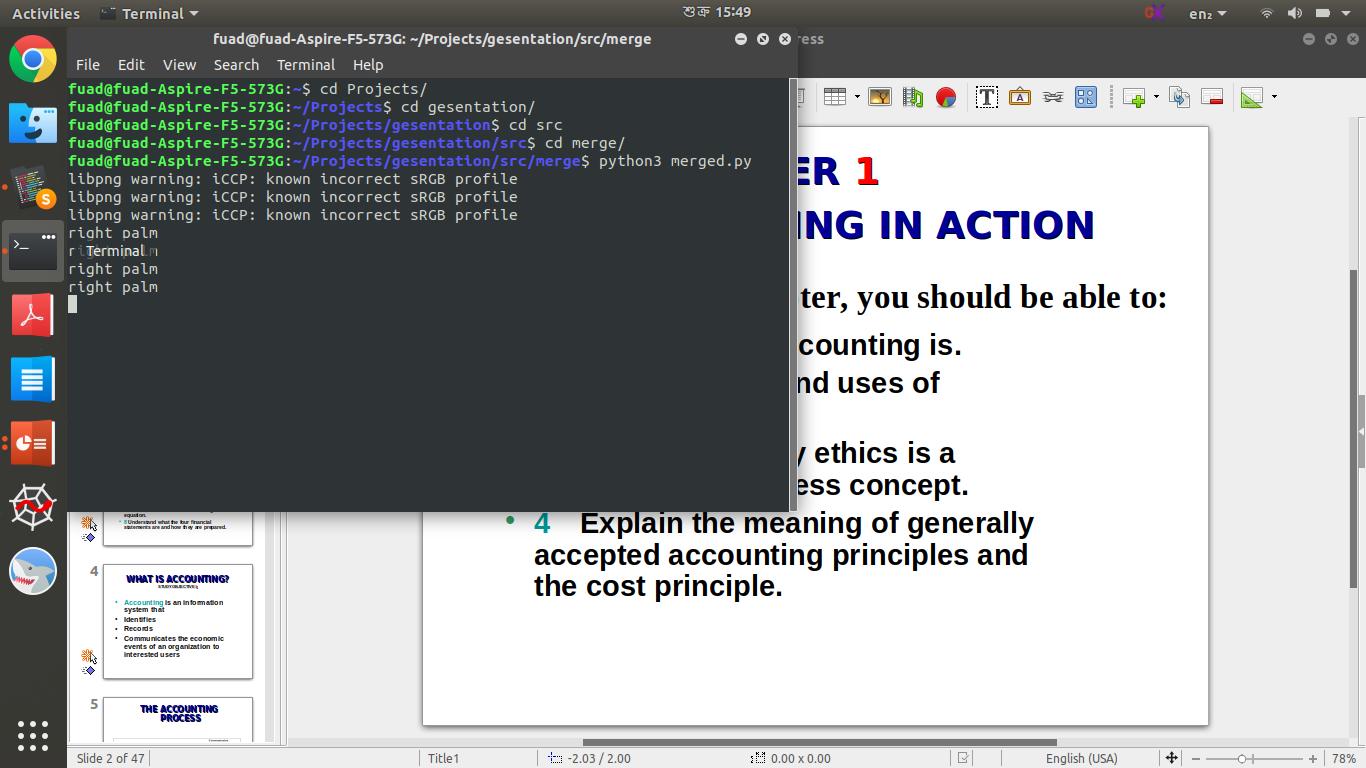 Activities
Terminal
শুক্র 15:49
en₂
fuad@fuad-Aspire-F5-573G: ~/Projects/gesentation/src/merge
ress
File Edit View Search Terminal Help
fuad@fuad-Aspire-F5-573G:~$ cd Projects/
fuad@fuad-Aspire-F5-573G:~/Projects$ cd gesentation/
fuad@fuad-Aspire-F5-573G:~/Projects/gesentation$ cd src
fuad@fuad-Aspire-F5-573G:~/Projects/gesentation/src$ cd merge/
fuad@fuad-Aspire-F5-573G:~/Projects/gesentation/src/merge$ python3 merged.py
libpng warning: iCCP: known incorrect sRGB profile
libpng warning: iCCP: known incorrect sRGB profile
libpng warning: iCCP: known incorrect sRGB profile
right palm
Terminal
right palm
right palm
ER 1
NG IN ACTION
ter, you should be able to:
counting is.
nd uses of
y ethics is a
ess concept.
• 4 Explain the meaning of generally
accepted accounting principles and
the cost principle.
equation.
• 8 Understand what the four financial
statements are and how they are prepared.
4
WHAT IS ACCOUNTING?
STUDY OBJECTIVE 1
• Accounting is an information
system that
• Identifies
• Records
• Communicates the economic
events of an organization to
interested users
5
THE ACCOUNTING
PROCESS
Slide 2 of 47
Title1
-2.03 / 2.00
0.00 x 0.00
English (USA)
78%